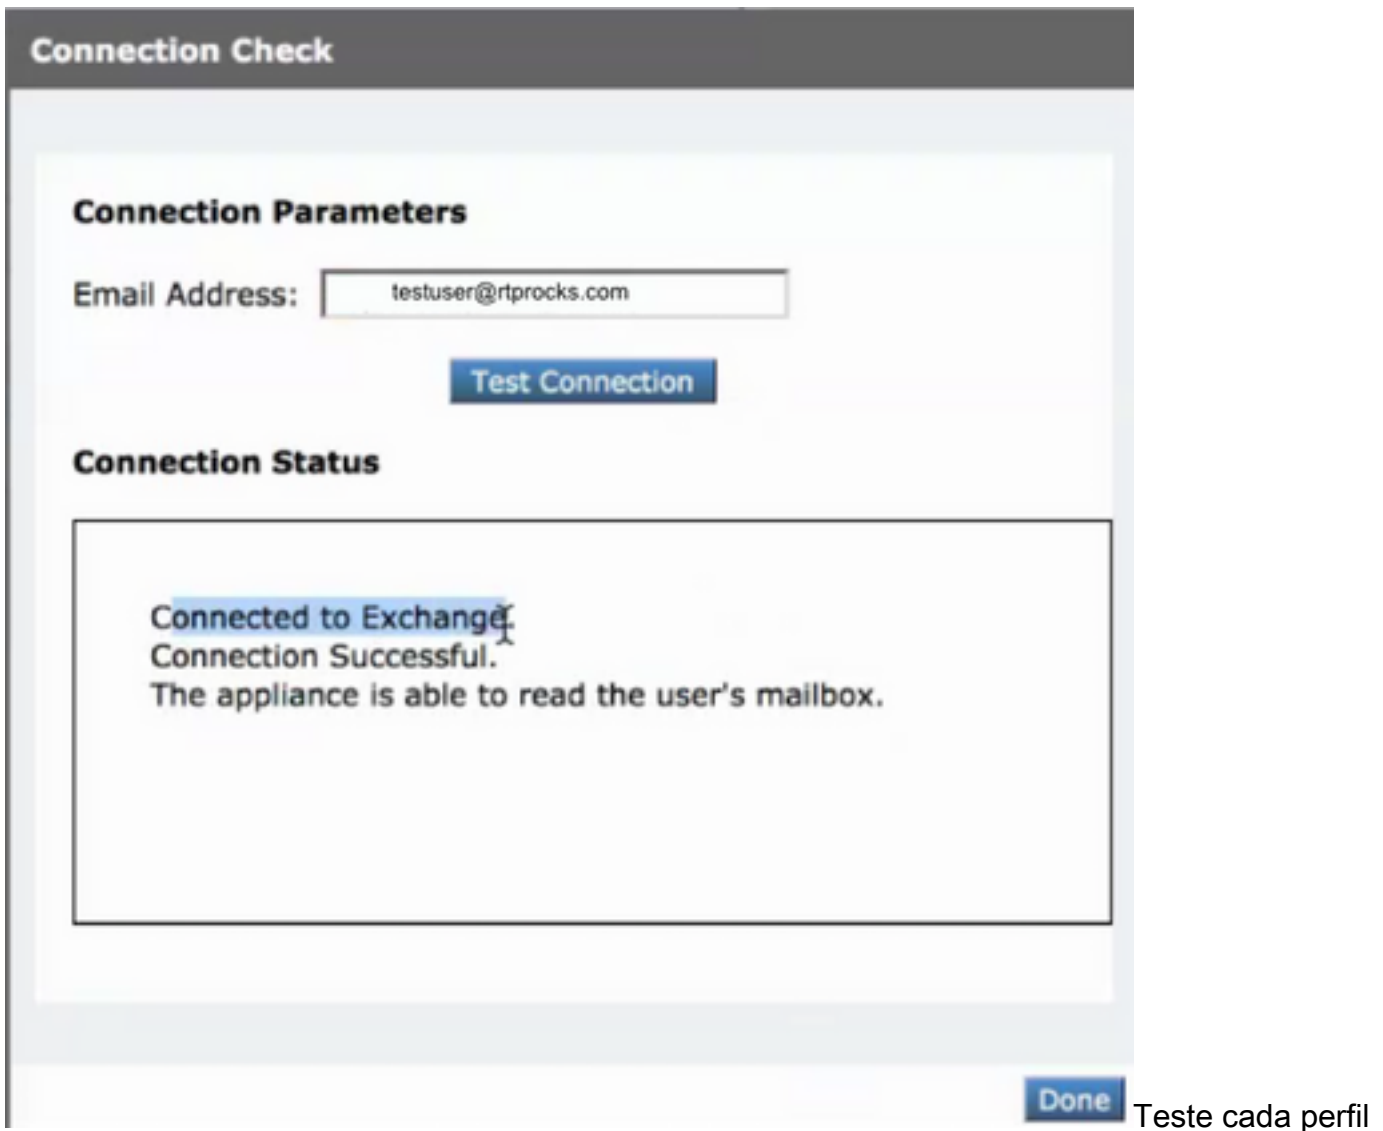 Connection Check
Connection Parameters
Email Address: testuser@rtprocks.com
Test Connection
Connection Status
Connected to Exchange.
Connection Successful.
The appliance is able to read the user's mailbox.
Done
Teste cada perfil